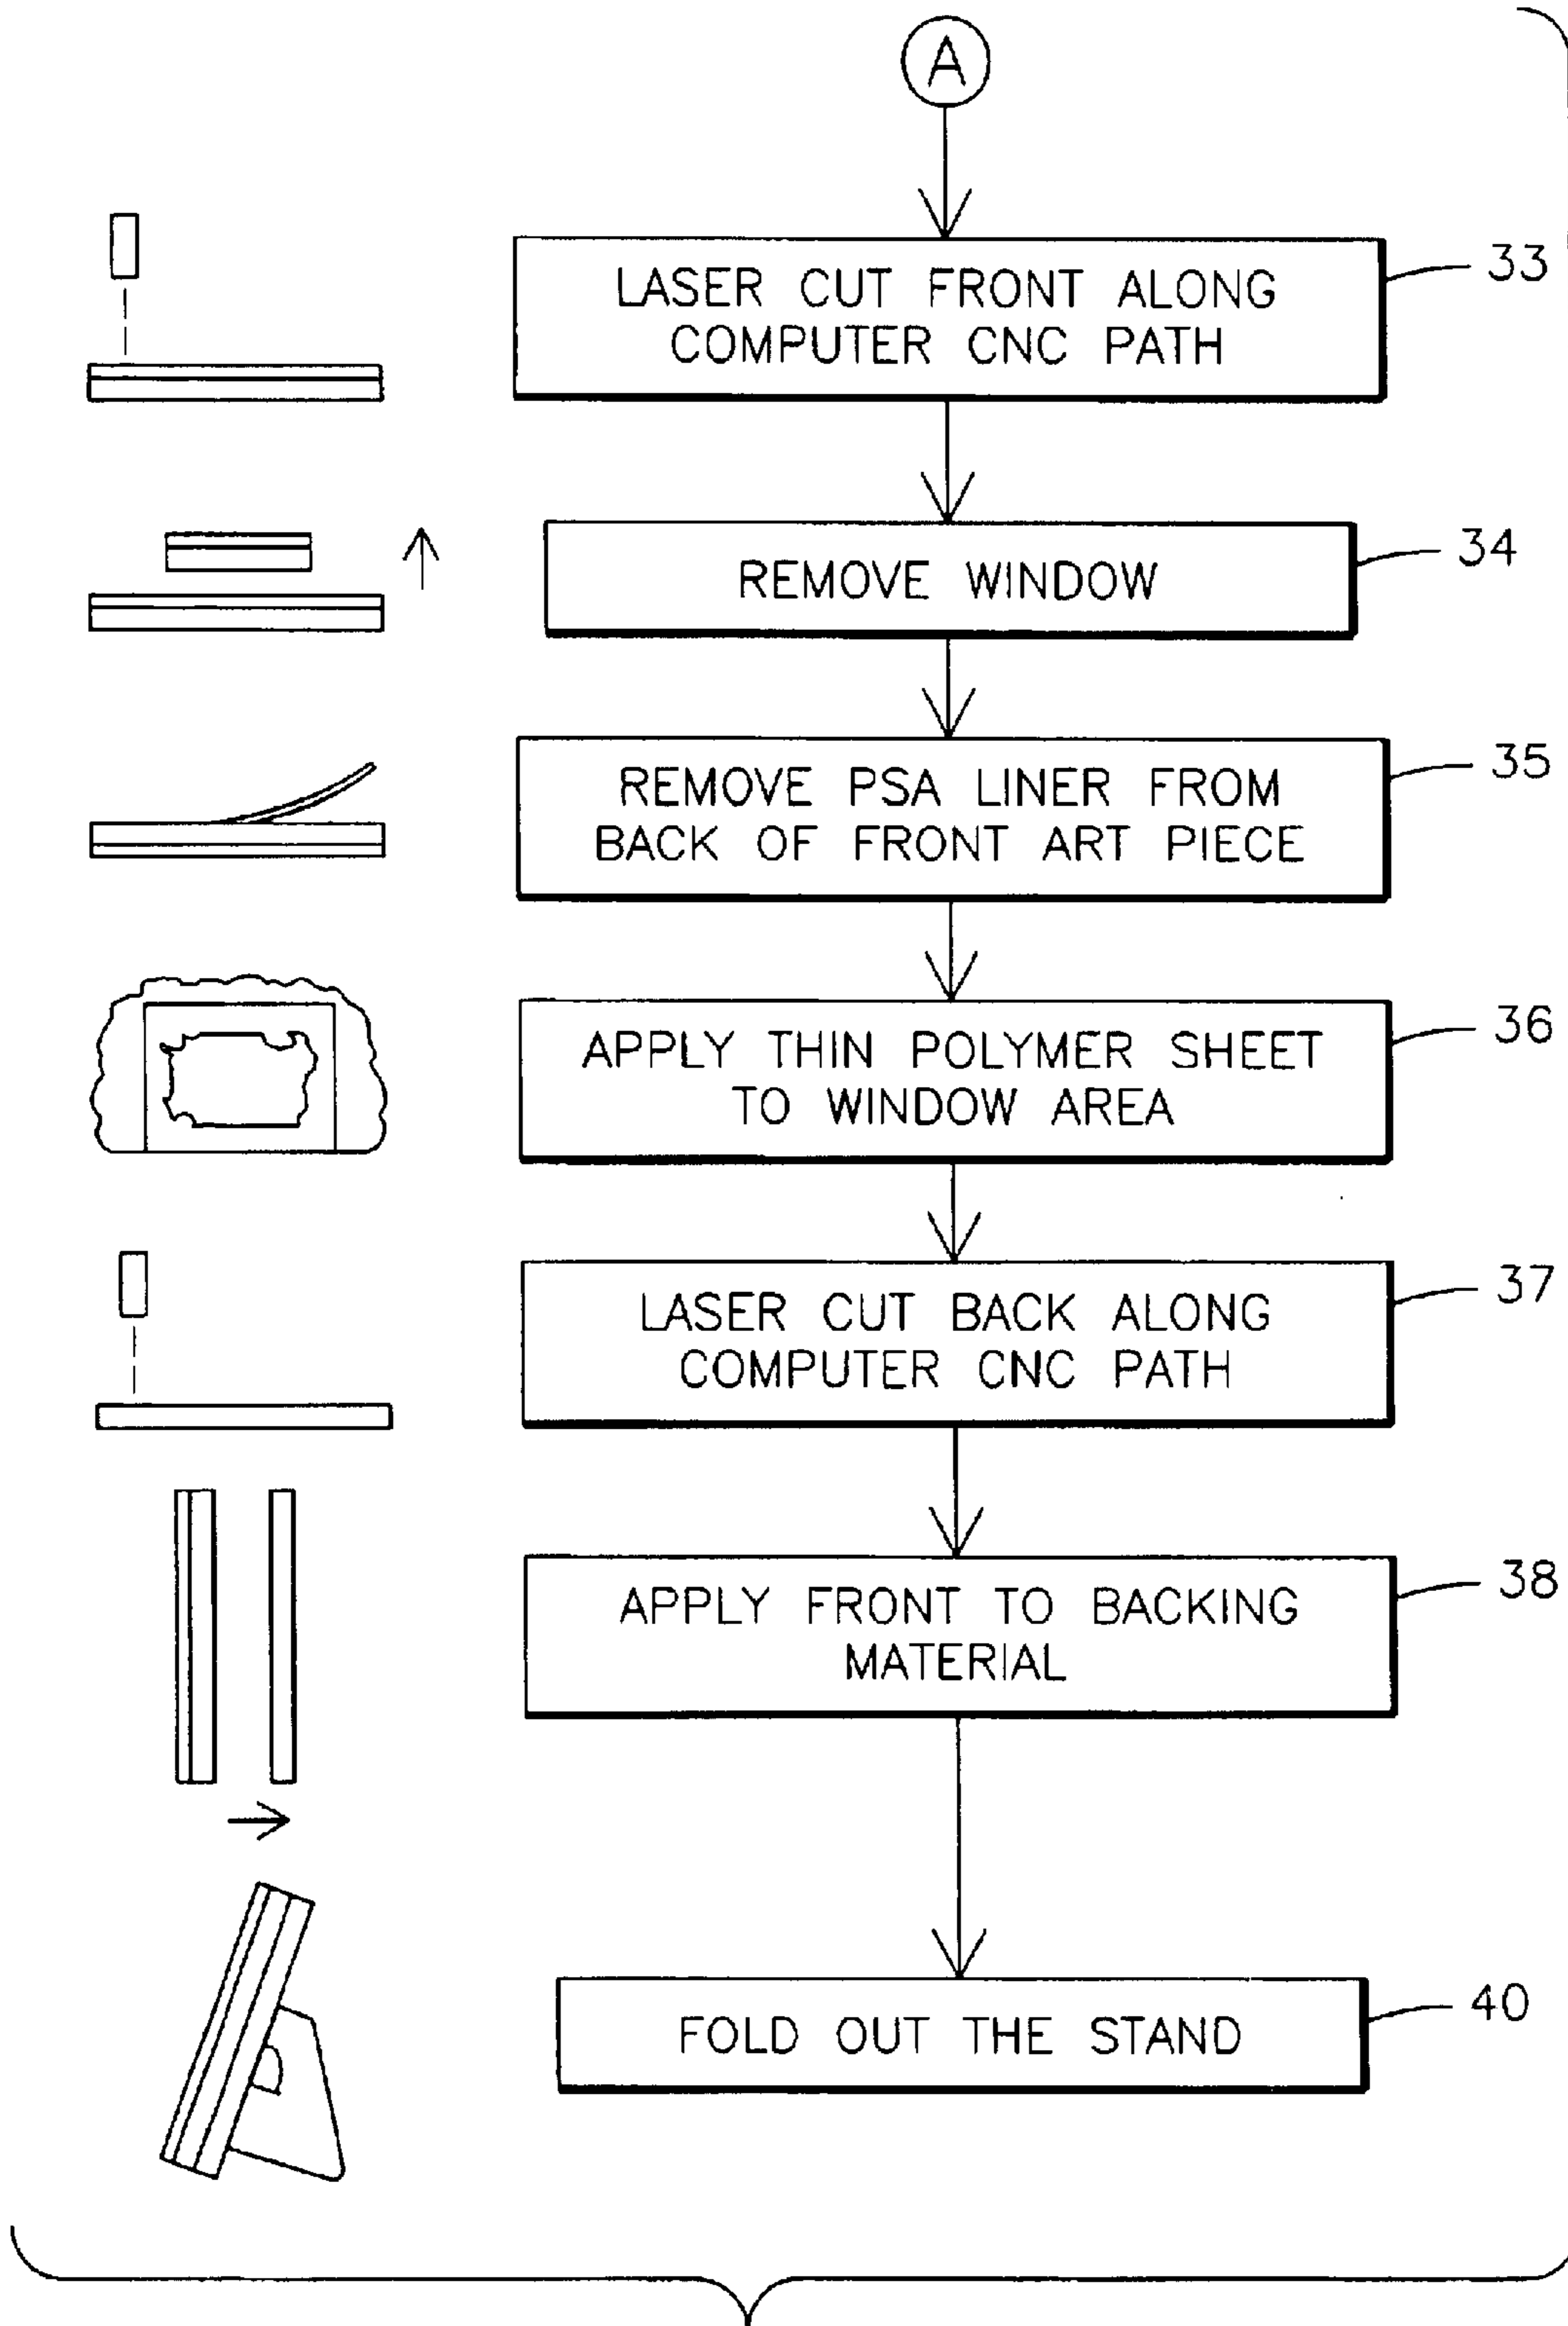 A
LASER CUT FRONT ALONG
COMPUTER CNC PATH
33
REMOVE WINDOW
34
REMOVE PSA LINER FROM
BACK OF FRONT ART PIECE
35
APPLY THIN POLYMER SHEET
TO WINDOW AREA
36
LASER CUT BACK ALONG
COMPUTER CNC PATH
37
APPLY FRONT TO BACKING
MATERIAL
38
FOLD OUT THE STAND
40